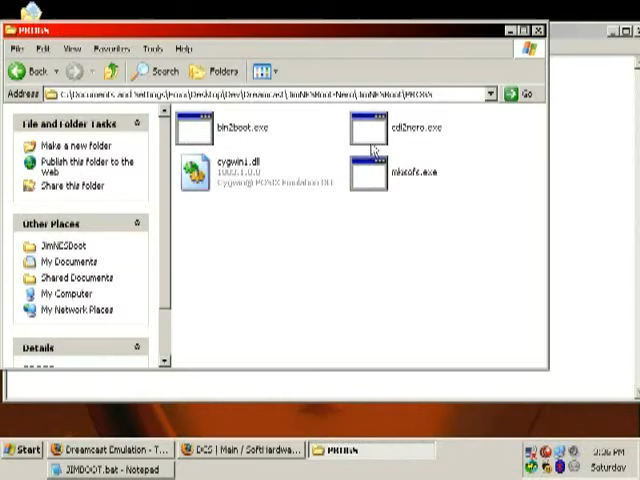 PROGS
File Edit View Favorites Tools Help
Back Search Folders
Address Go
File and Folder Tasks
Make a new folder
Publish this folder to the
web
Share this folder
Other Places
JimNESBoot
My Documents
Shared Documents
My Computer
My Network Places
Details
bin2boot.exe
cdi2nero.exe
cygwin1.dll
Cygwin® POSIX Emulation DLL
mkisofs.exe
Start Dreamcast Emulation - T... DCS | Main / SoftHardwa... PROGS
JIMBOOT.bat - Notepad
Saturday